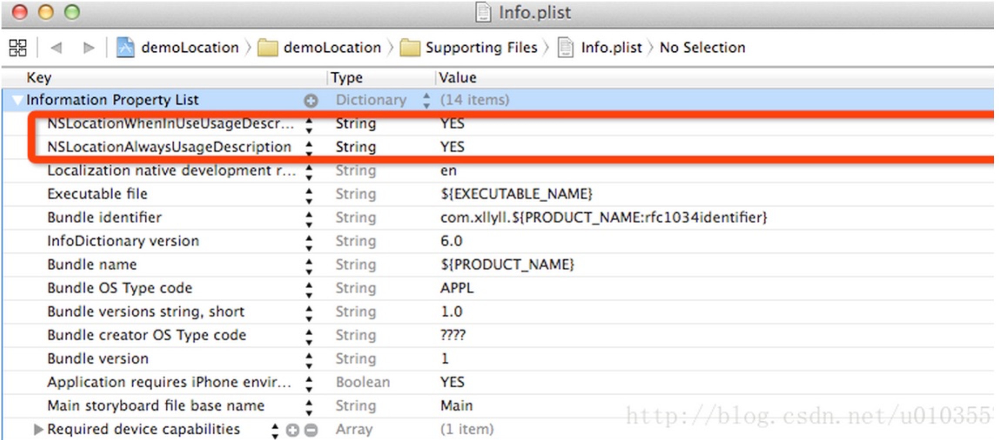 Info.plist
demoLocation demoLocation Supporting Files Info.plist No Selection
Key Type Value
Information Property List Dictionary (14 items)
NSLocationWhenInUseUsageDescr... String YES
NSLocationAlwaysUsageDescription String YES
Localization native development r... String en
Executable file String ${EXECUTABLE_NAME}
Bundle identifier String com.xllyll.${PRODUCT_NAME:rfc1034identifier}
InfoDictionary version String 6.0
Bundle name String ${PRODUCT_NAME}
Bundle OS Type code String APPL
Bundle versions string, short String 1.0
Bundle creator OS Type code String ????
Bundle version String 1
Application requires iPhone envir... Boolean YES
Main storyboard file base name String Main
http://blog.csdn.net/u010355
Required device capabilities Array (1 item)